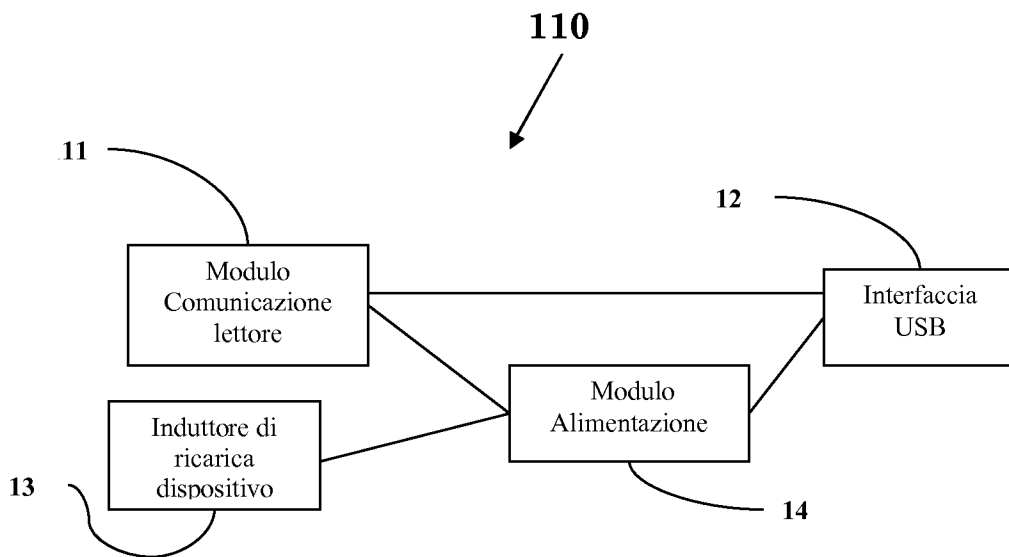 110
11
12
Modulo
Comunicazione
lettore
Interfaccia
USB
Modulo
Alimentazione
Induttore di
ricarica
dispositivo
13
14